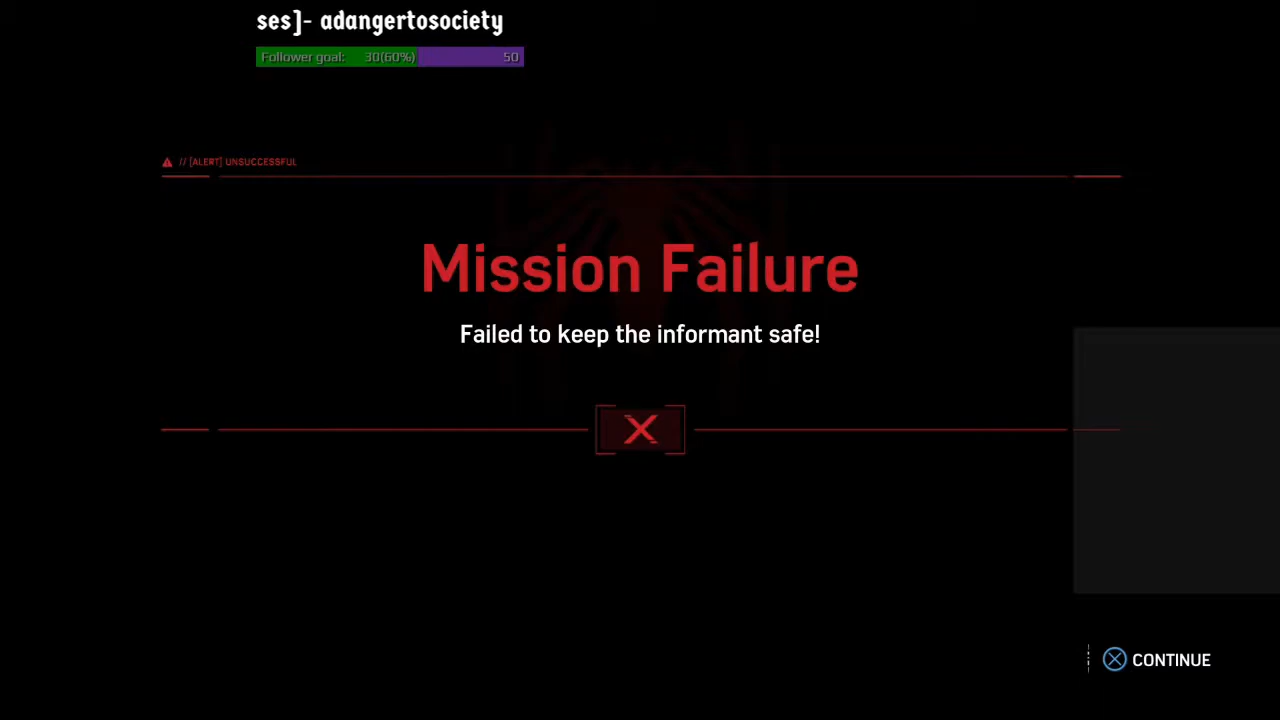 ses]- adangertosociety
Follower goal: 30(60%) 50
// [ALERT] UNSUCCESSFUL
Mission Failure
Failed to keep the informant safe!
CONTINUE